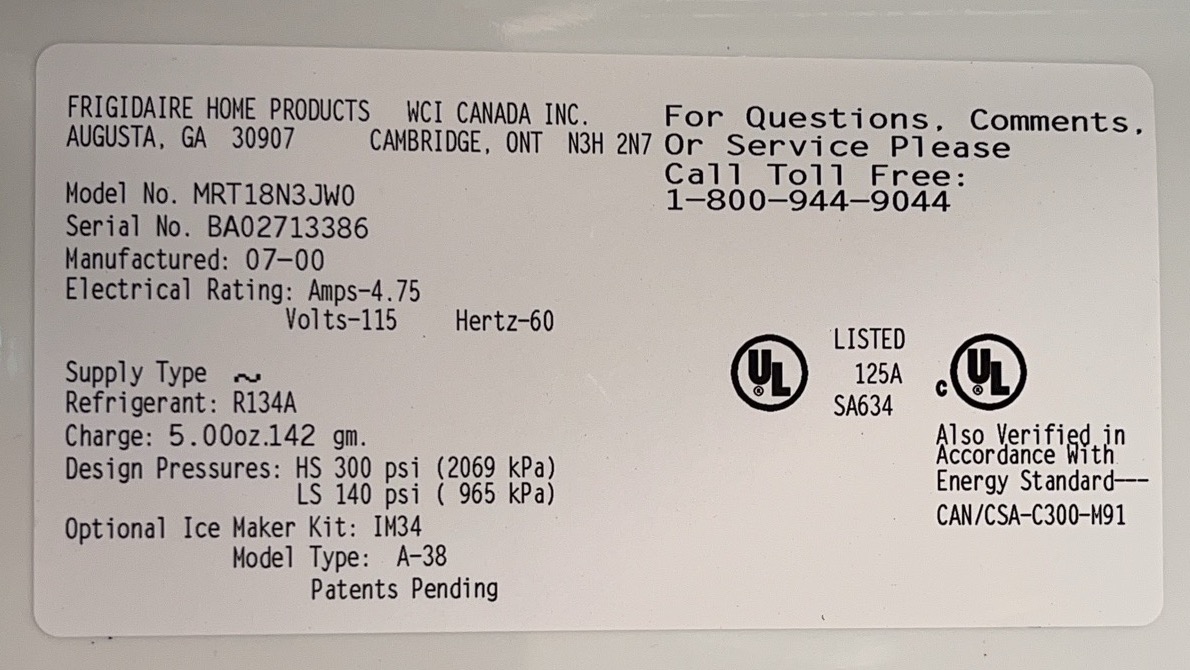 FRIGIDAIRE HOME PRODUCTS WCI CANADA INC.
AUGUSTA, GA 30907 CAMBRIDGE, ONT N3H 2N7
For Questions, Comments,
Or Service Please
Call Toll Free:
1-800-944-9044
Model No. MRT18N3JW0
Serial No. BA02713386
Manufactured: 07-00
Electrical Rating: Amps-4.75
Volts-115 Hertz-60
Supply Type ~
Refrigerant: R134A
Charge: 5.00oz.142 gm.
Design Pressures: HS 300 psi (2069 kPa)
LS 140 psi ( 965 kPa)
Optional Ice Maker Kit: IM34
Model Type: A-38
Patents Pending
UL ®
LISTED
125A
SA634
c UL ®
Also Verified in
Accordance With
Energy Standard---
CAN/CSA-C300-M91